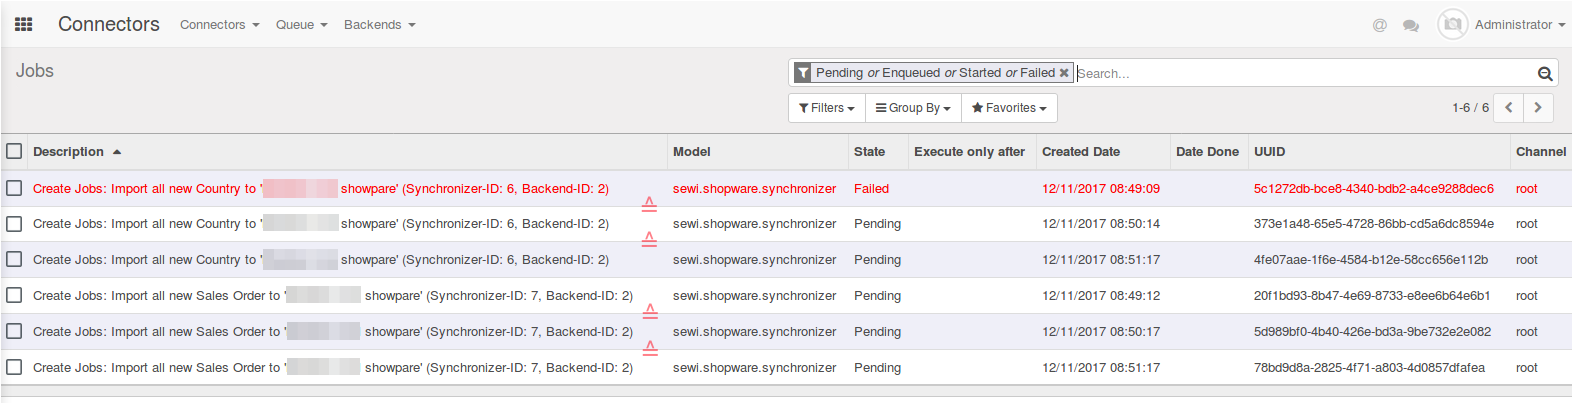 Connectors Connectors Queue Backends @ Administrator
Jobs Pending or Enqueued or Started or Failed Search...
Filters Group By Favorites 1-6 / 6
Description Model State Execute only after Created Date Date Done UUID Channel
Create Jobs: Import all new Country to ' showpare' (Synchronizer-ID: 6, Backend-ID: 2) sewi.shopware.synchronizer Failed 12/11/2017 08:49:09 5c1272db-bce8-4340-bdb2-a4ce9288dec6 root
Create Jobs: Import all new Country to ' showpare' (Synchronizer-ID: 6, Backend-ID: 2) sewi.shopware.synchronizer Pending 12/11/2017 08:50:14 373e1a48-65e5-4728-86bb-cd5a6dc8594e root
Create Jobs: Import all new Country to ' showpare' (Synchronizer-ID: 6, Backend-ID: 2) sewi.shopware.synchronizer Pending 12/11/2017 08:51:17 4fe07aae-1f6e-4584-b12e-58cc656e112b root
Create Jobs: Import all new Sales Order to ' showpare' (Synchronizer-ID: 7, Backend-ID: 2) sewi.shopware.synchronizer Pending 12/11/2017 08:49:12 20f1bd93-8b47-4e69-8733-e8ee6b64e6b1 root
Create Jobs: Import all new Sales Order to ' showpare' (Synchronizer-ID: 7, Backend-ID: 2) sewi.shopware.synchronizer Pending 12/11/2017 08:50:17 5d989bf0-4b40-426e-bd3a-9be732e2e082 root
Create Jobs: Import all new Sales Order to ' showpare' (Synchronizer-ID: 7, Backend-ID: 2) sewi.shopware.synchronizer Pending 12/11/2017 08:51:17 78bd9d8a-2825-4f71-a803-4d0857dfafea root